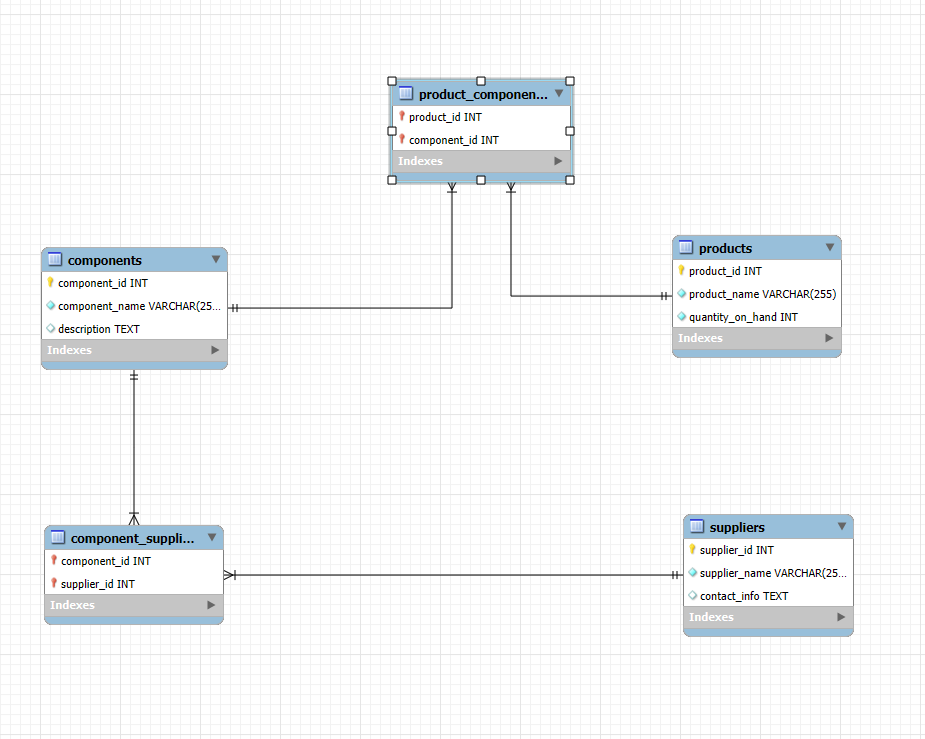 product_componen...
product_id INT
component_id INT
Indexes
products
product_id INT
product_name VARCHAR(255)
quantity_on_hand INT
Indexes
components
component_id INT
component_name VARCHAR(25...
description TEXT
Indexes
component_suppli...
component_id INT
supplier_id INT
Indexes
suppliers
supplier_id INT
supplier_name VARCHAR(25...
contact_info TEXT
Indexes